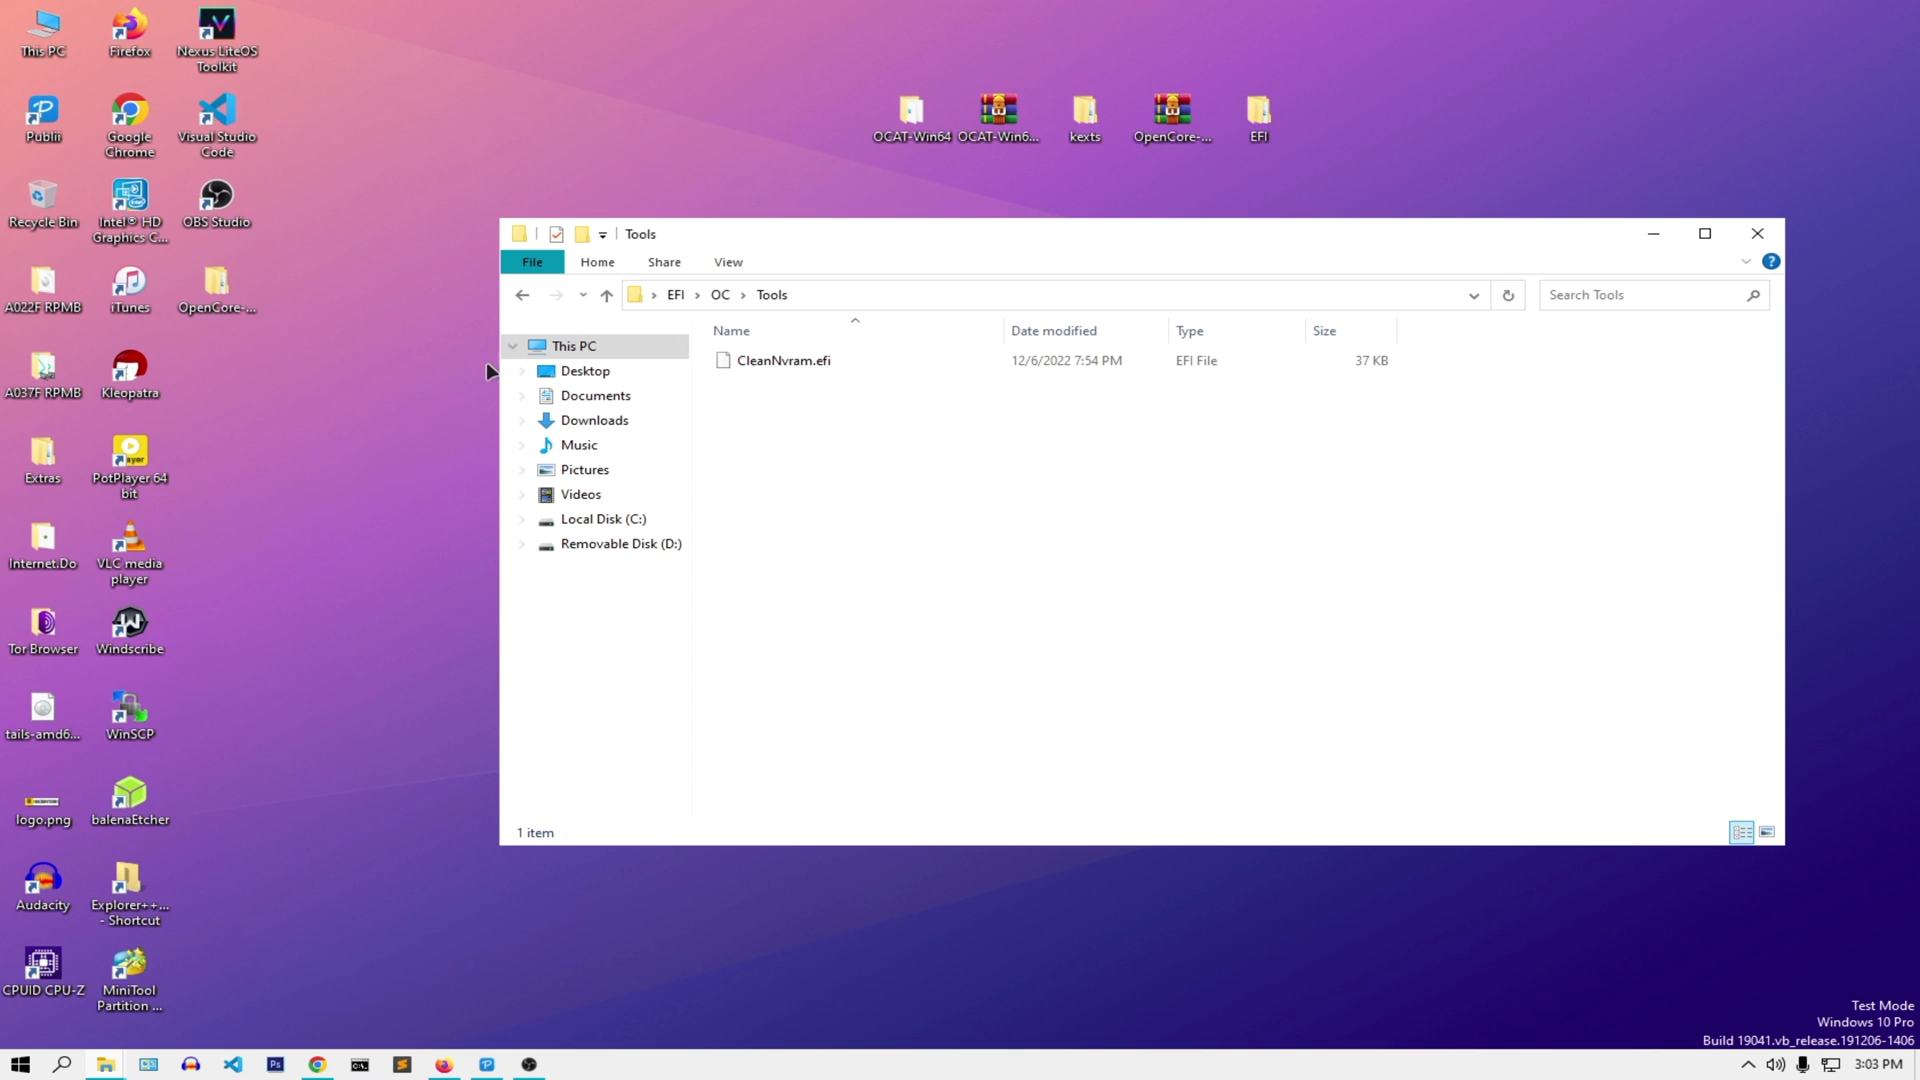 This PC
Firefox
Nexus LiteOS
Toolkit
Publii
Google
Chrome
Visual Studio
Code
Recycle Bin
Intel® HD
Graphics C...
OBS Studio
A022F RPMB
iTunes
OpenCore-...
A037F RPMB
Kleopatra
Extras
PotPlayer 64
bit
Internet.Do
VLC media
player
Tor Browser
Windscribe
tails-amd6...
WinSCP
logo.png
balenaEtcher
Audacity
Explorer++...
- Shortcut
CPUID CPU-Z
MiniTool
Partition ...
OCAT-Win64
OCAT-Win6...
kexts
OpenCore-...
EFI
Tools
File
Home
Share
View
EFI
OC
Tools
Search Tools
Name
Date modified
Type
Size
This PC
Desktop
Documents
Downloads
Music
Pictures
Videos
Local Disk (C:)
Removable Disk (D:)
CleanNvram.efi
12/6/2022 7:54 PM
EFI File
37 KB
1 item
Test Mode
Windows 10 Pro
Build 19041.vb_release.191206-1406
Ps
3:03 PM